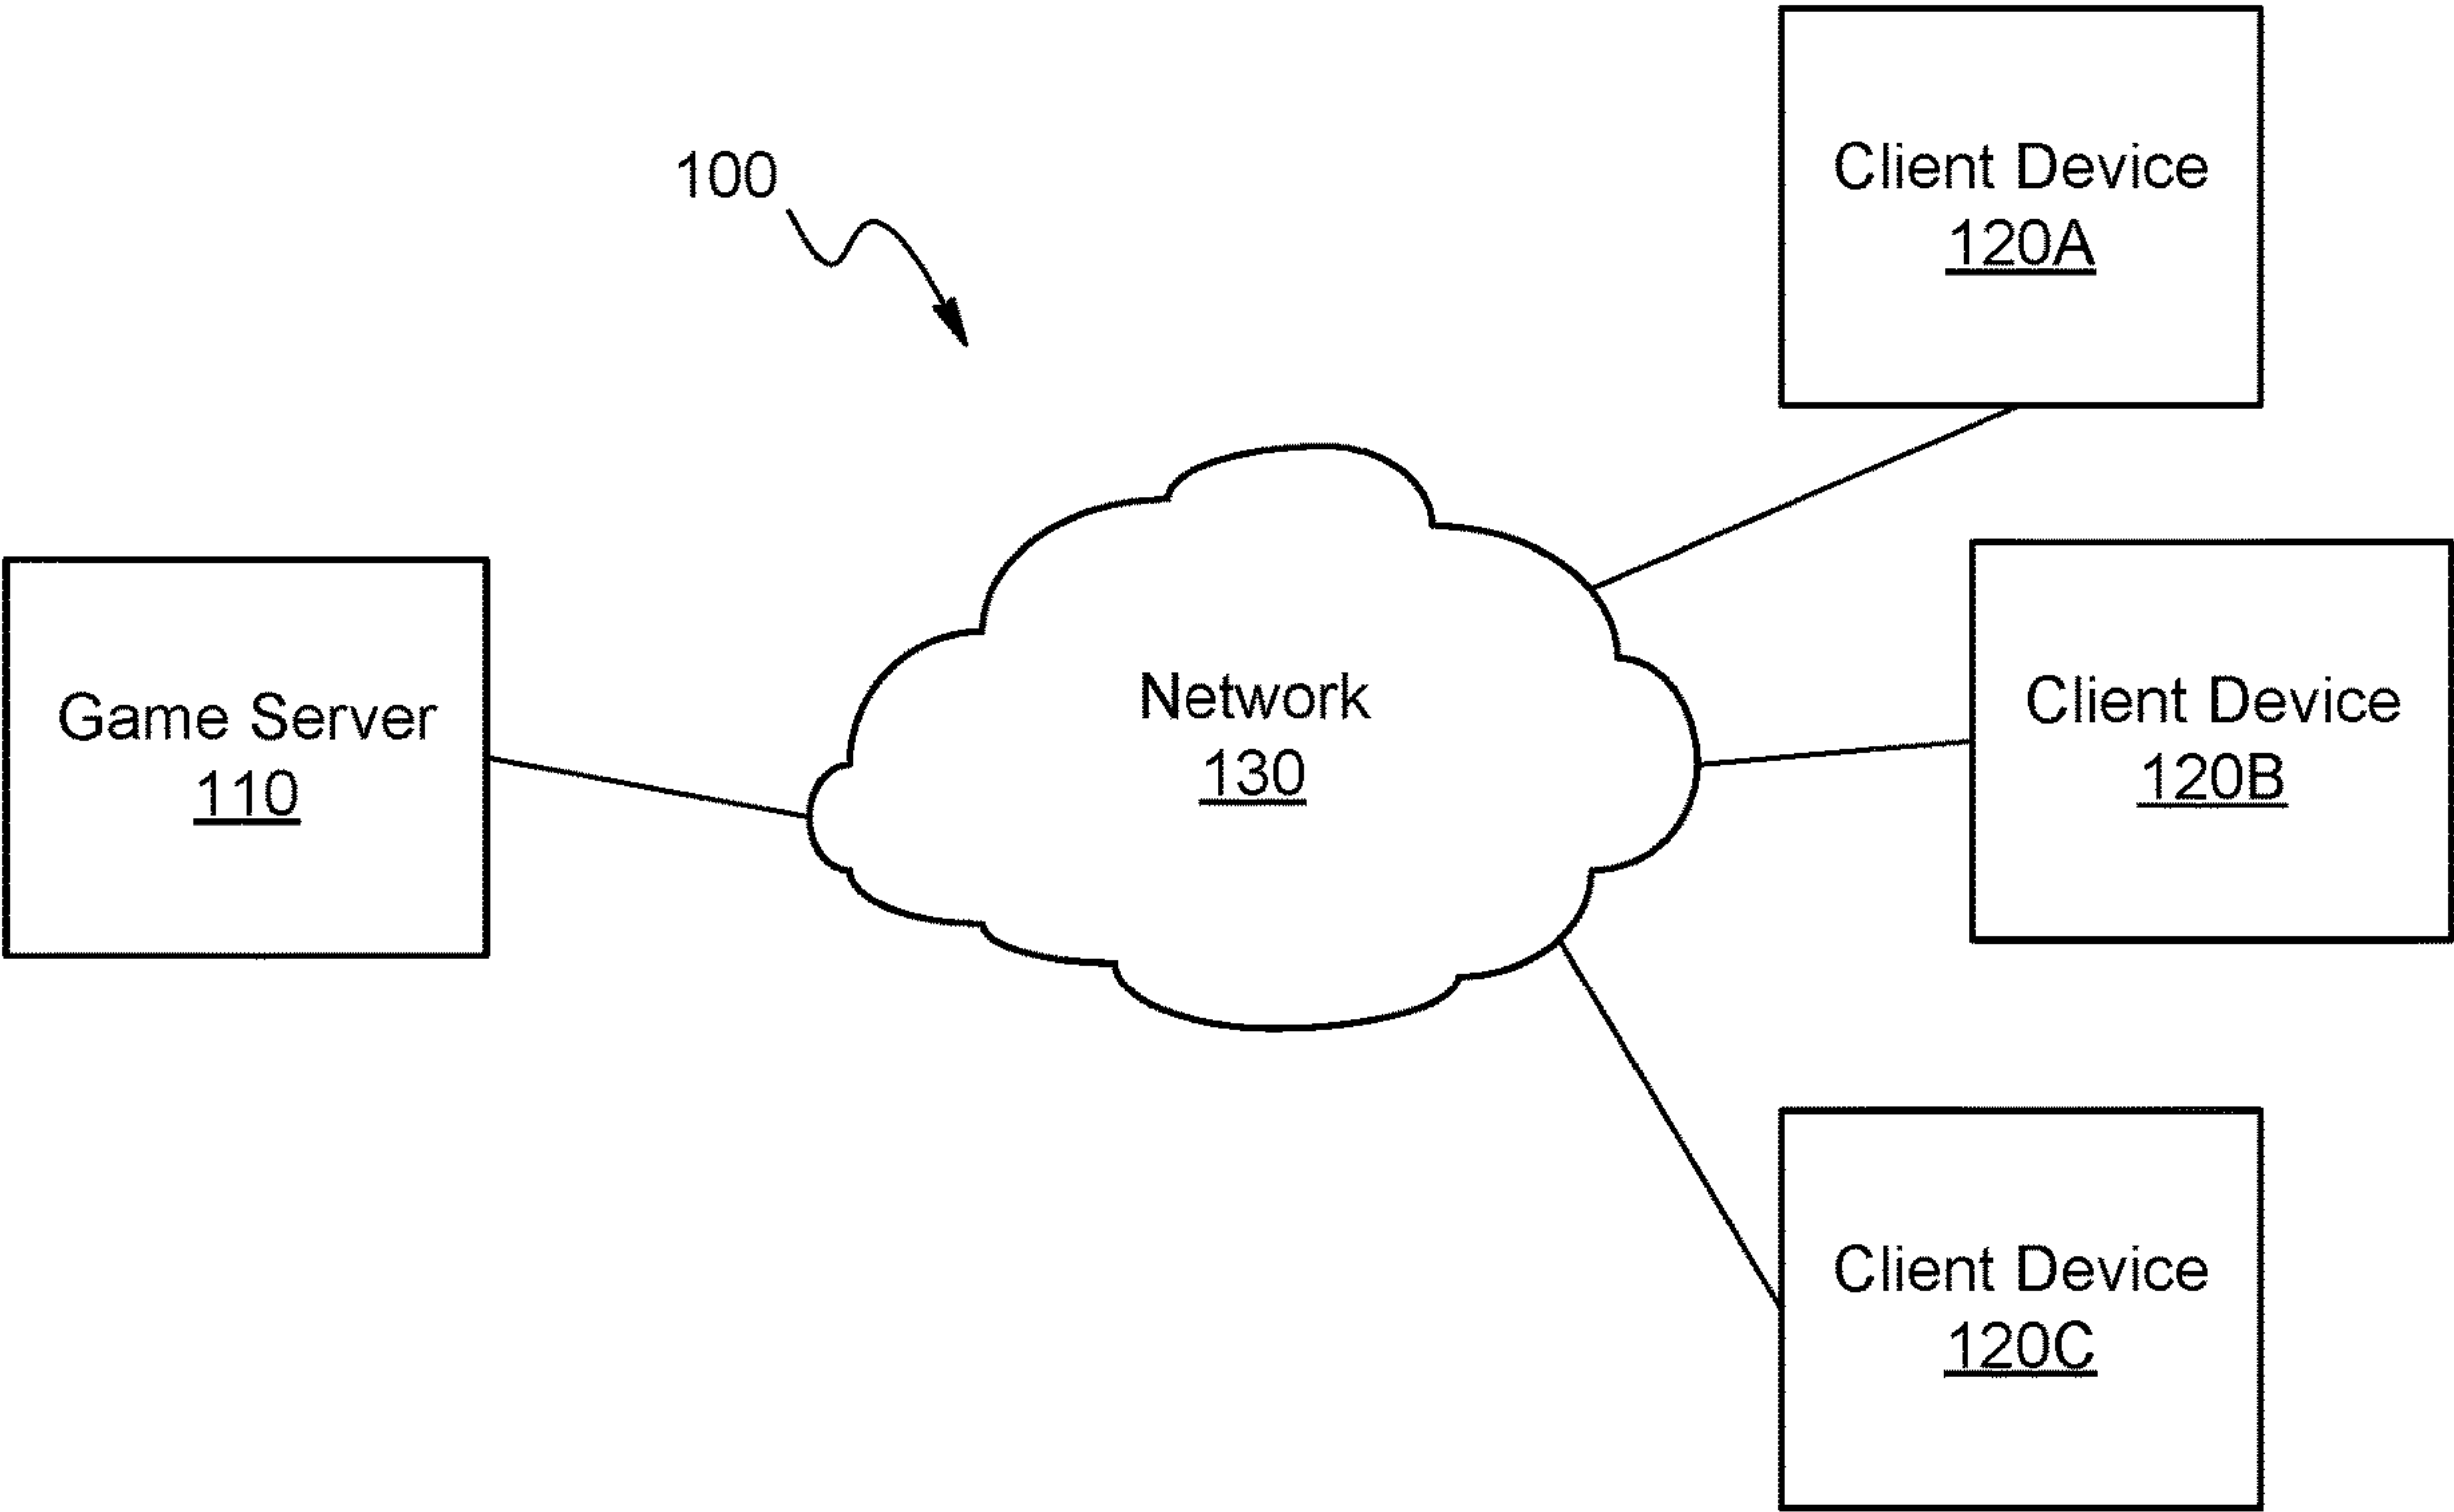 100
Client Device
120A
Game Server
110
Network
130
Client Device
120B
Client Device
120C